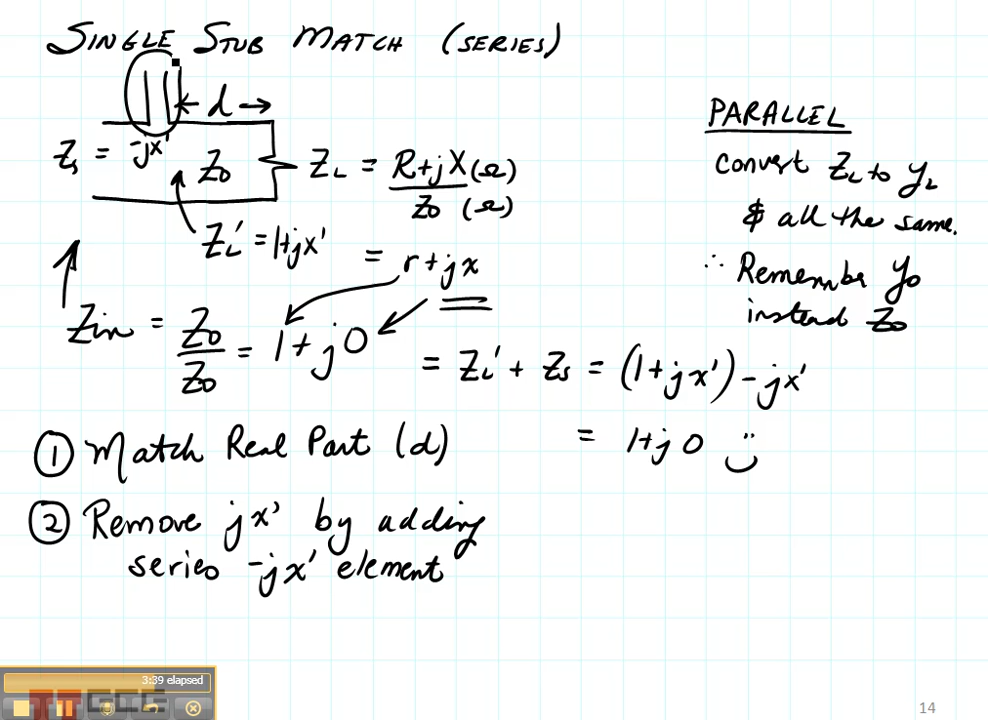 SINGLE STUB MATCH (SERIES)
← d →
Zs = -jx'
Z0
ZL = R+jX (Ω)
Z0 (Ω)
ZL' = 1+jx'
= r+jx
Zin = Z0
Z0
= 1+j0
= ZL' + Zs = (1+jx') - jx'
= 1+j0
① Match Real Part (d)
② Remove jx' by adding
series -jx' element
PARALLEL
Convert ZL to yL
& all the same.
∴ Remember Y0
instead Z0
3:39 elapsed
14